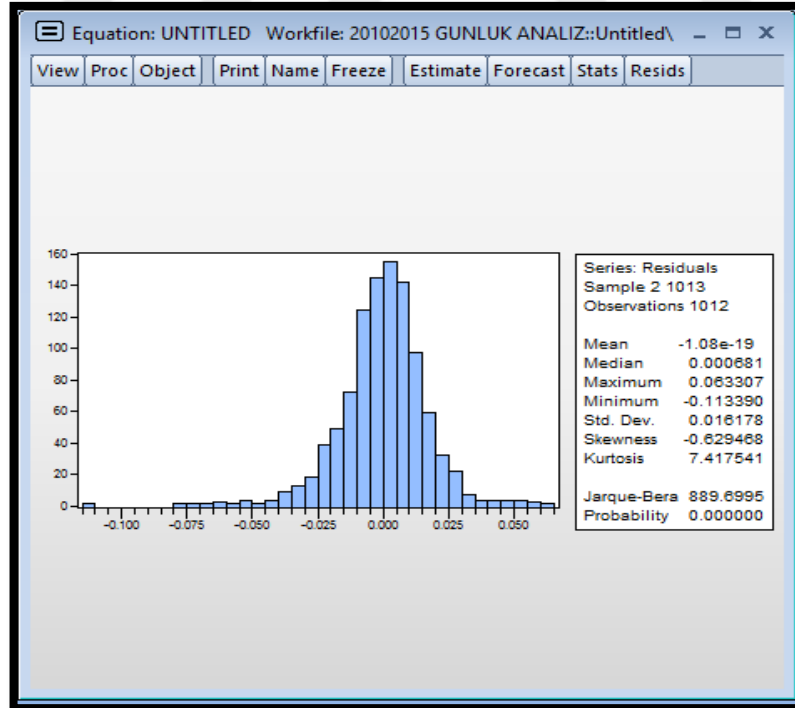 Equation: UNTITLED Workfile: 20102015 GUNLUK ANALIZ::Untitled\
View Proc Object Print Name Freeze Estimate Forecast Stats Resids
160
140
120
100
80
60
40
20
0
-0.100 -0.075 -0.050 -0.025 0.000 0.025 0.050
Series: Residuals
Sample 2 1013
Observations 1012
Mean -1.08e-19
Median 0.000681
Maximum 0.063307
Minimum -0.113390
Std. Dev. 0.016178
Skewness -0.629468
Kurtosis 7.417541
Jarque-Bera 889.6995
Probability 0.000000